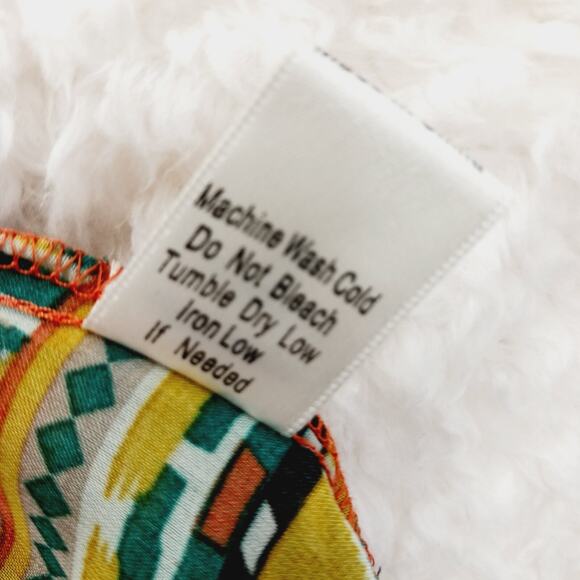 Machine Wash Cold
Do Not Bleach
Tumble Dry Low
Iron Low
If Needed